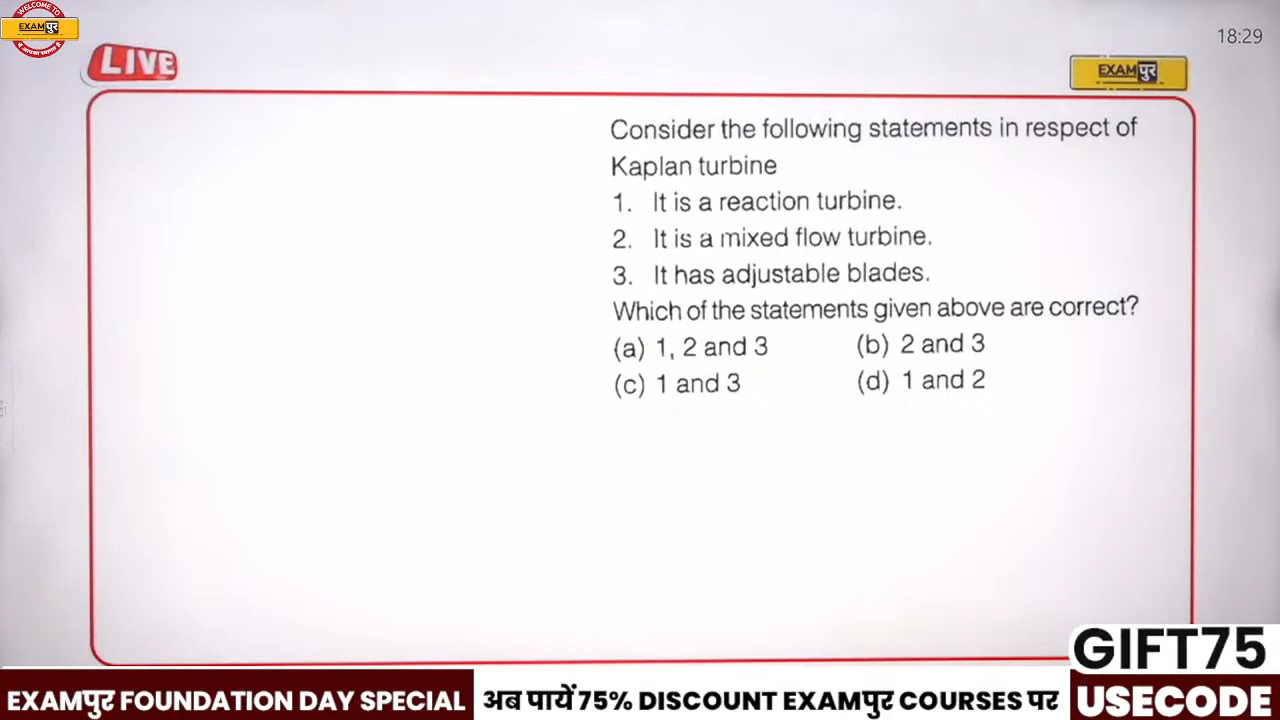 WELCOME TO
EXAMपुर
18:29
LIVE
EXAMपुर
Consider the following statements in respect of
Kaplan turbine
1. It is a reaction turbine.
2. It is a mixed flow turbine.
3. It has adjustable blades.
Which of the statements given above are correct?
(a) 1, 2 and 3 (b) 2 and 3
(c) 1 and 3 (d) 1 and 2
GIFT75
EXAMपुर FOUNDATION DAY SPECIAL अब पायें 75% DISCOUNT EXAMपुर COURSES पर USECODE